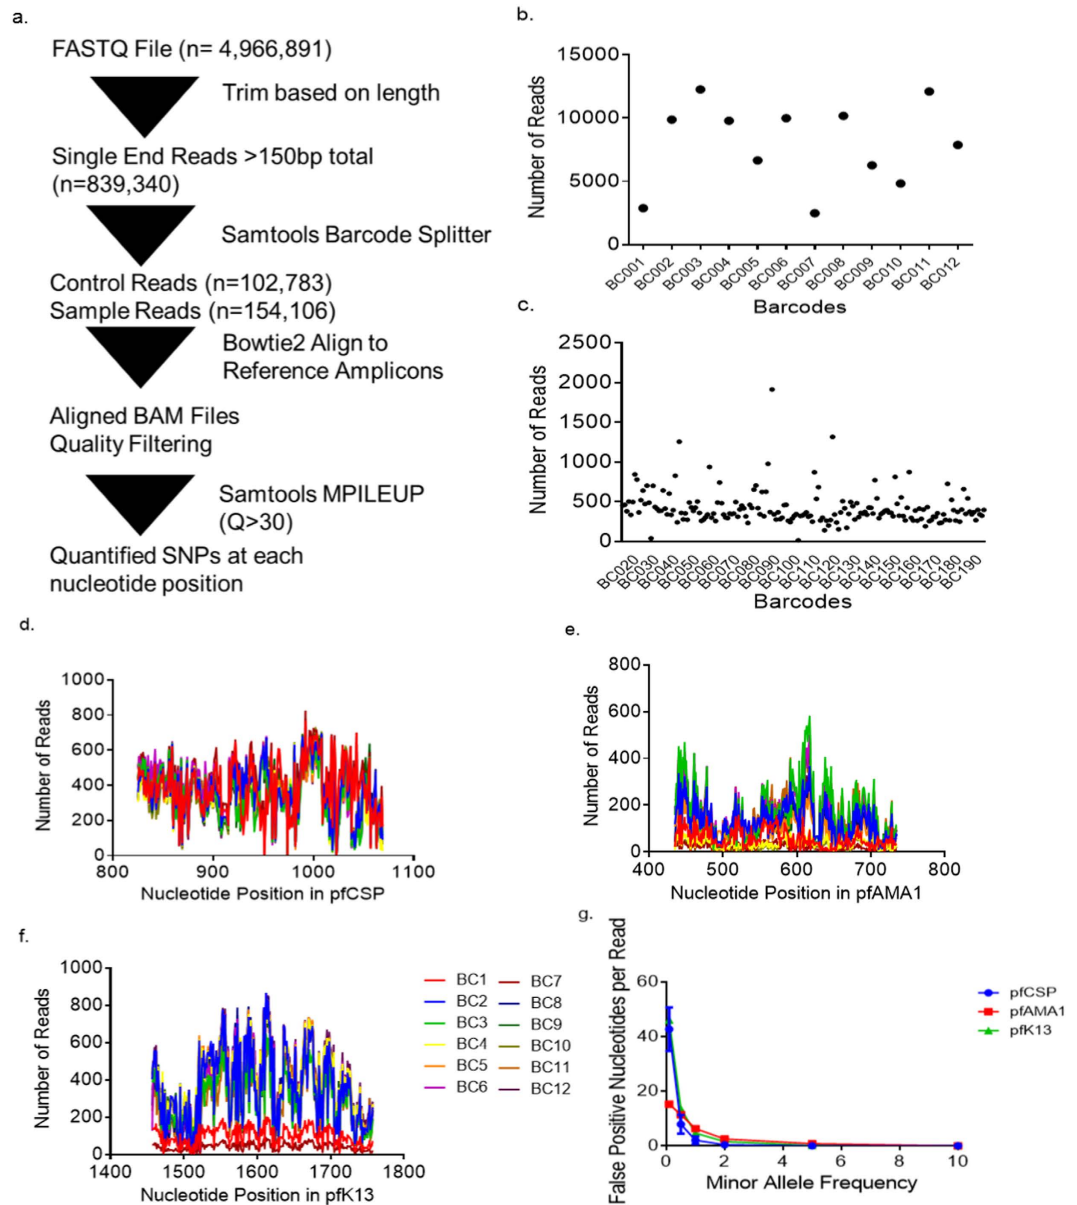 a.
FASTQ File (n= 4,966,891)
Trim based on length
Single End Reads >150bp total
(n=839,340)
Samtools Barcode Splitter
Control Reads (n=102,783)
Sample Reads (n=154,106)
Bowtie2 Align to
Reference Amplicons
Aligned BAM Files
Quality Filtering
Samtools MPILEUP
(Q>30)
Quantified SNPs at each
nucleotide position
b.
Number of Reads
15000
10000
5000
0
BC001 BC002 BC003 BC004 BC005 BC006 BC007 BC008 BC009 BC010 BC011 BC012
Barcodes
c.
Number of Reads
2500
2000
1500
1000
500
0
BC020 BC030 BC040 BC050 BC060 BC070 BC080 BC090 BC100 BC110 BC120 BC130 BC140 BC150 BC160 BC170 BC180 BC190
Barcodes
d.
Number of Reads
1000
800
600
400
200
0
800 900 1000 1100
Nucleotide Position in pfCSP
e.
Number of Reads
800
600
400
200
0
400 500 600 700 800
Nucleotide Position in pfAMA1
f.
Number of Reads
1000
800
600
400
200
0
1400 1500 1600 1700 1800
Nucleotide Position in pfK13
BC1 BC7
BC2 BC8
BC3 BC9
BC4 BC10
BC5 BC11
BC6 BC12
g.
False Positive Nucleotides per Read
60
40
20
0
0 2 4 6 8 10
Minor Allele Frequency
pfCSP
pfAMA1
pfK13